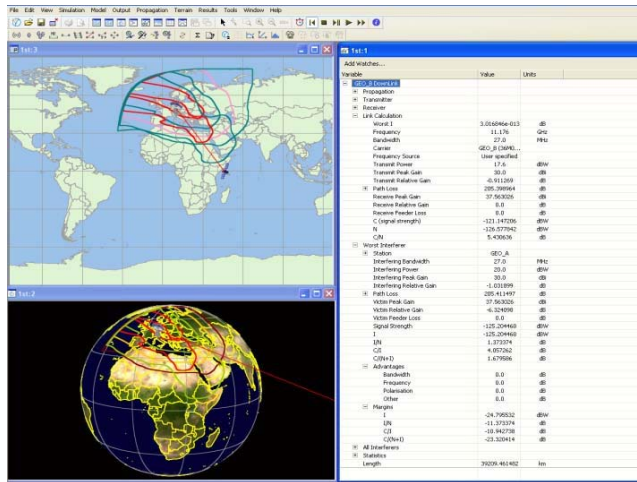 File Edit View Simulation Model Output Propagation Terrain Results Tools Window Help
1st:3
1st:2
1st:1
Add Watches...
Variable Value Units
GEO_B DownLink
Propagation
Transmitter
Receiver
Link Calculation
Worst I 3.016846e-013 dB
Frequency 11.176 GHz
Bandwidth 27.0 MHz
Carrier GEO_B (36MO...
Frequency Source User specified
Transmit Power 17.6 dBW
Transmit Peak Gain 30.0 dBi
Transmit Relative Gain -0.911269 dB
Path Loss 205.398964 dB
Receive Peak Gain 37.563026 dBi
Receive Relative Gain 0.0 dB
Receive Feeder Loss 0.0 dB
C (signal strength) -121.147206 dBW
N -126.577842 dBW
C/N 5.430636 dB
Worst Interferer
Station GEO_A
Interfering Bandwidth 27.0 MHz
Interfering Power 20.0 dBW
Interfering Peak Gain 30.0 dBi
Interfering Relative Gain -1.031899 dB
Path Loss 205.411497 dB
Victim Peak Gain 37.563026 dBi
Victim Relative Gain -6.324098 dB
Victim Feeder Loss 0.0 dB
Signal Strength -125.204468 dBW
I -125.204468 dBW
I/N 1.373374 dB
C/I 4.057262 dB
C/(N+I) 1.679586 dB
Advantages
Bandwidth 0.0 dB
Frequency 0.0 dB
Polarisation 0.0 dB
Other 0.0 dB
Margins
I -24.795532 dBW
I/N -11.373374 dB
C/I -10.942738 dB
C/(N+I) -23.320414 dB
All Interferers
Statistics
Length 39209.461482 km